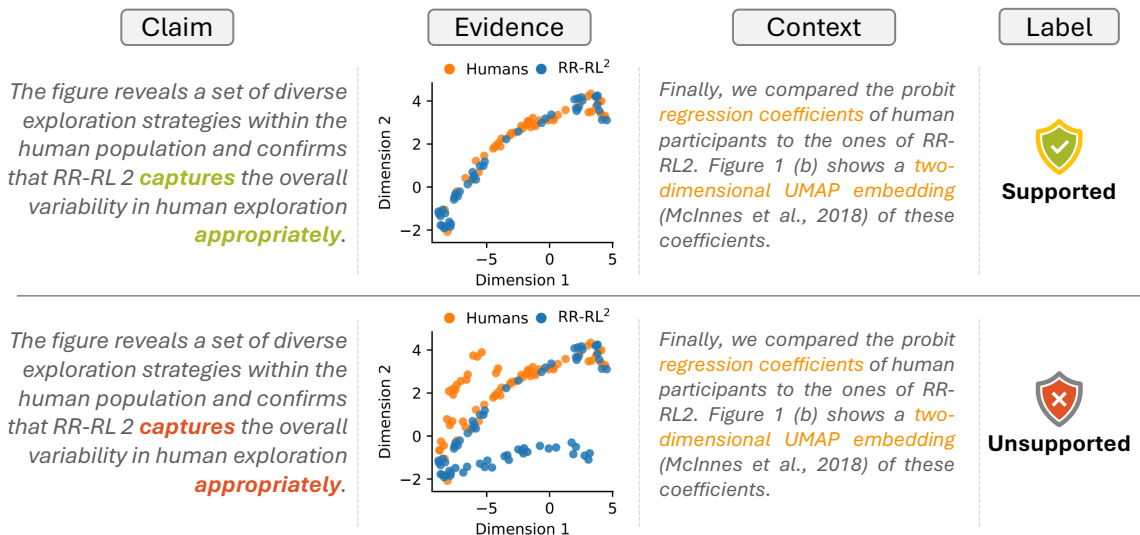 Claim
Evidence
Context
Label
The figure reveals a set of diverse
exploration strategies within the
human population and confirms
that RR-RL 2 captures the overall
variability in human exploration
appropriately.
Humans RR-RL²
Dimension 2
4
2
0
−2
−5 0 5
Dimension 1
Finally, we compared the probit
regression coefficients of human
participants to the ones of RR-
RL2. Figure 1 (b) shows a two-
dimensional UMAP embedding
(McInnes et al., 2018) of these
coefficients.
Supported
The figure reveals a set of diverse
exploration strategies within the
human population and confirms
that RR-RL 2 captures the overall
variability in human exploration
appropriately.
Humans RR-RL²
Dimension 2
4
2
0
−2
−5 0 5
Dimension 1
Finally, we compared the probit
regression coefficients of human
participants to the ones of RR-
RL2. Figure 1 (b) shows a two-
dimensional UMAP embedding
(McInnes et al., 2018) of these
coefficients.
Unsupported